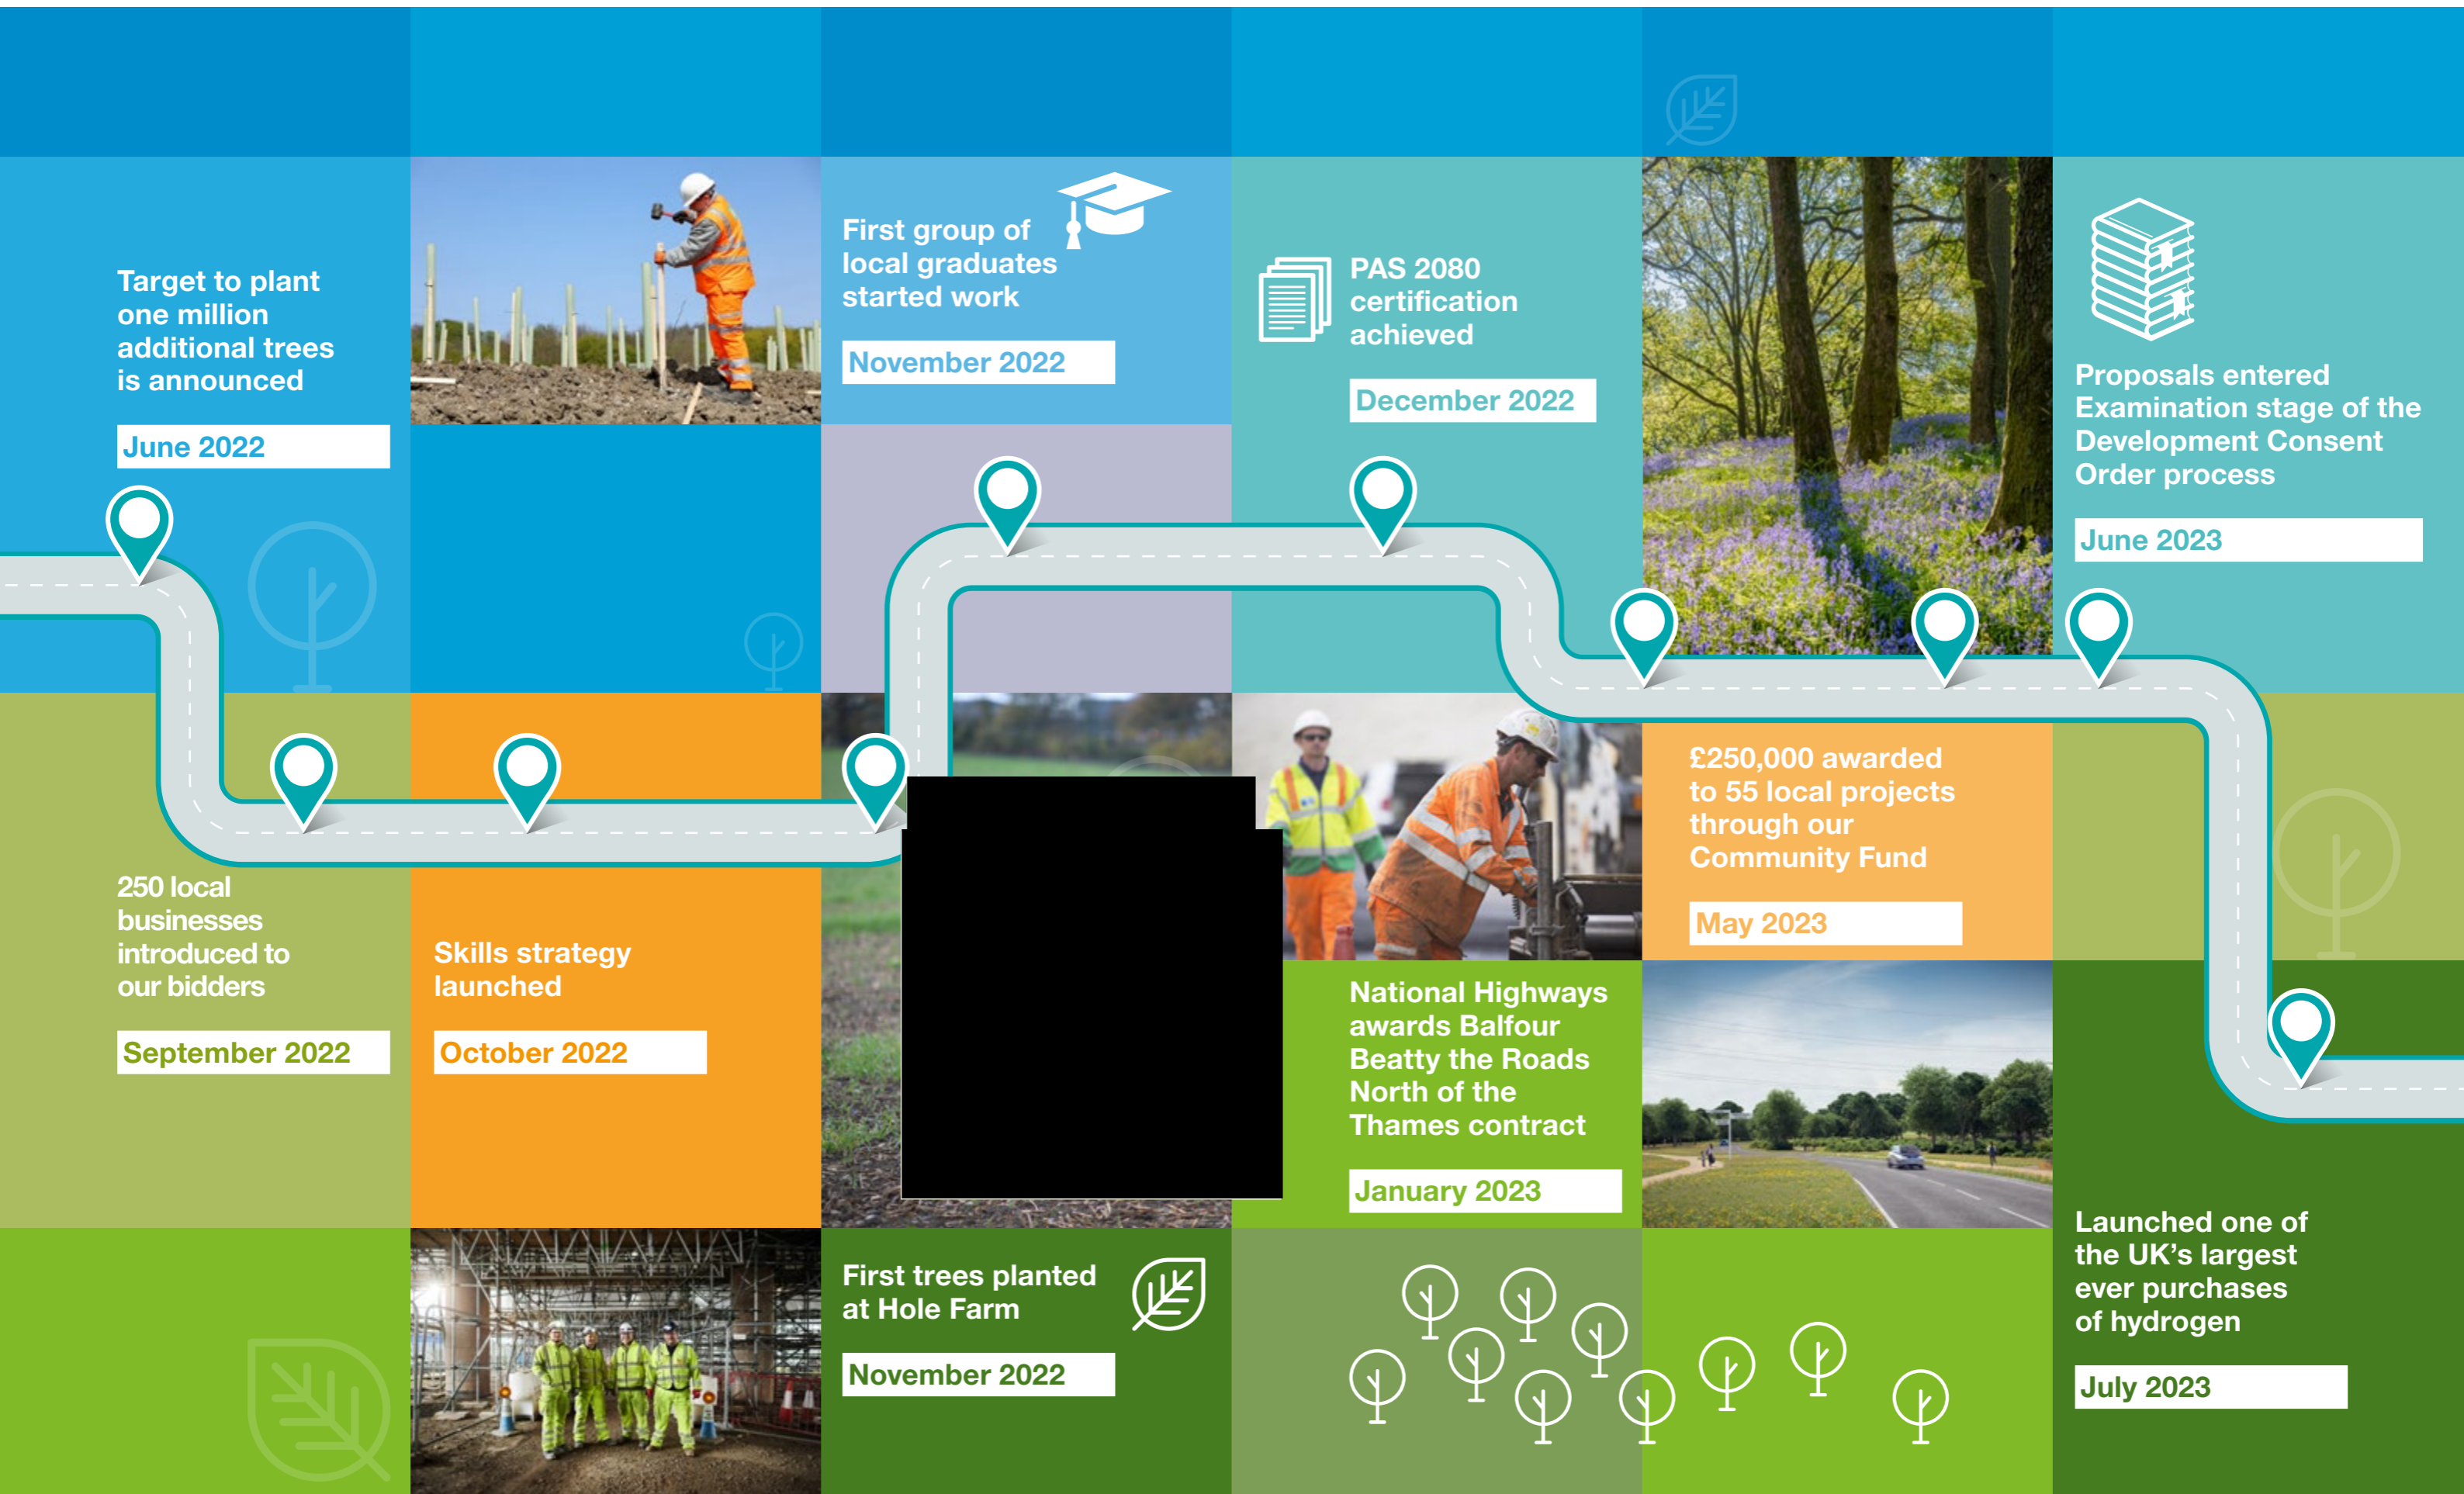 Target to plant
one million
additional trees
is announced
June 2022
250 local
businesses
introduced to
our bidders
September 2022
Skills strategy
launched
October 2022
First group of
local graduates
started work
November 2022
First trees planted
at Hole Farm
November 2022
PAS 2080
certification
achieved
December 2022
National Highways
awards Balfour
Beatty the Roads
North of the
Thames contract
January 2023
£250,000 awarded
to 55 local projects
through our
Community Fund
May 2023
Proposals entered
Examination stage of the
Development Consent
Order process
June 2023
Launched one of
the UK’s largest
ever purchases
of hydrogen
July 2023